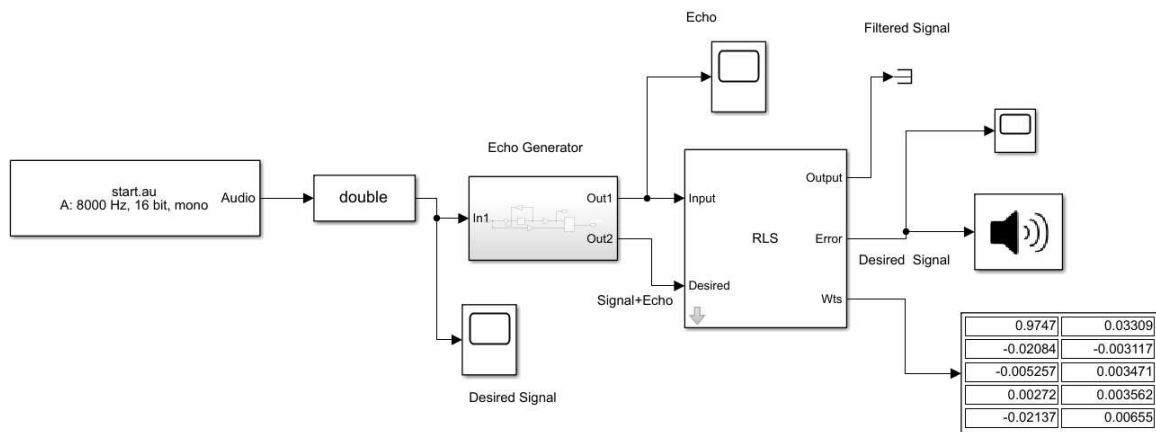 Echo
Filtered Signal
Echo Generator
start.au
A: 8000 Hz, 16 bit, mono
Audio
double
In1
Out1
Out2
Input
Desired
RLS
Output
Error
Wts
Signal+Echo
Desired  Signal
Desired Signal
0.9747 0.03309
-0.02084 -0.003117
-0.005257 0.003471
0.00272 0.003562
-0.02137 0.00655